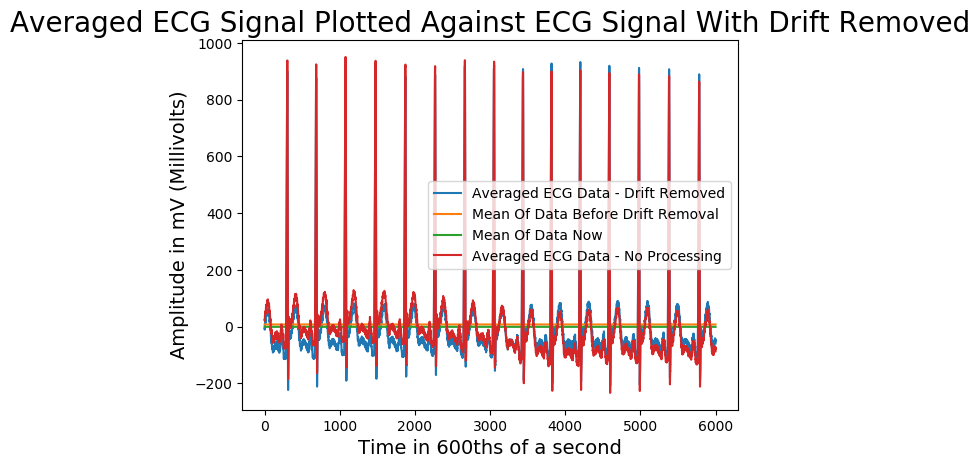 Averaged ECG Signal Plotted Against ECG Signal With Drift Removed
Amplitude in mV (Millivolts)
1000
800
600
400
200
0
−200
Averaged ECG Data - Drift Removed
Mean Of Data Before Drift Removal
Mean Of Data Now
Averaged ECG Data - No Processing
0 1000 2000 3000 4000 5000 6000
Time in 600ths of a second